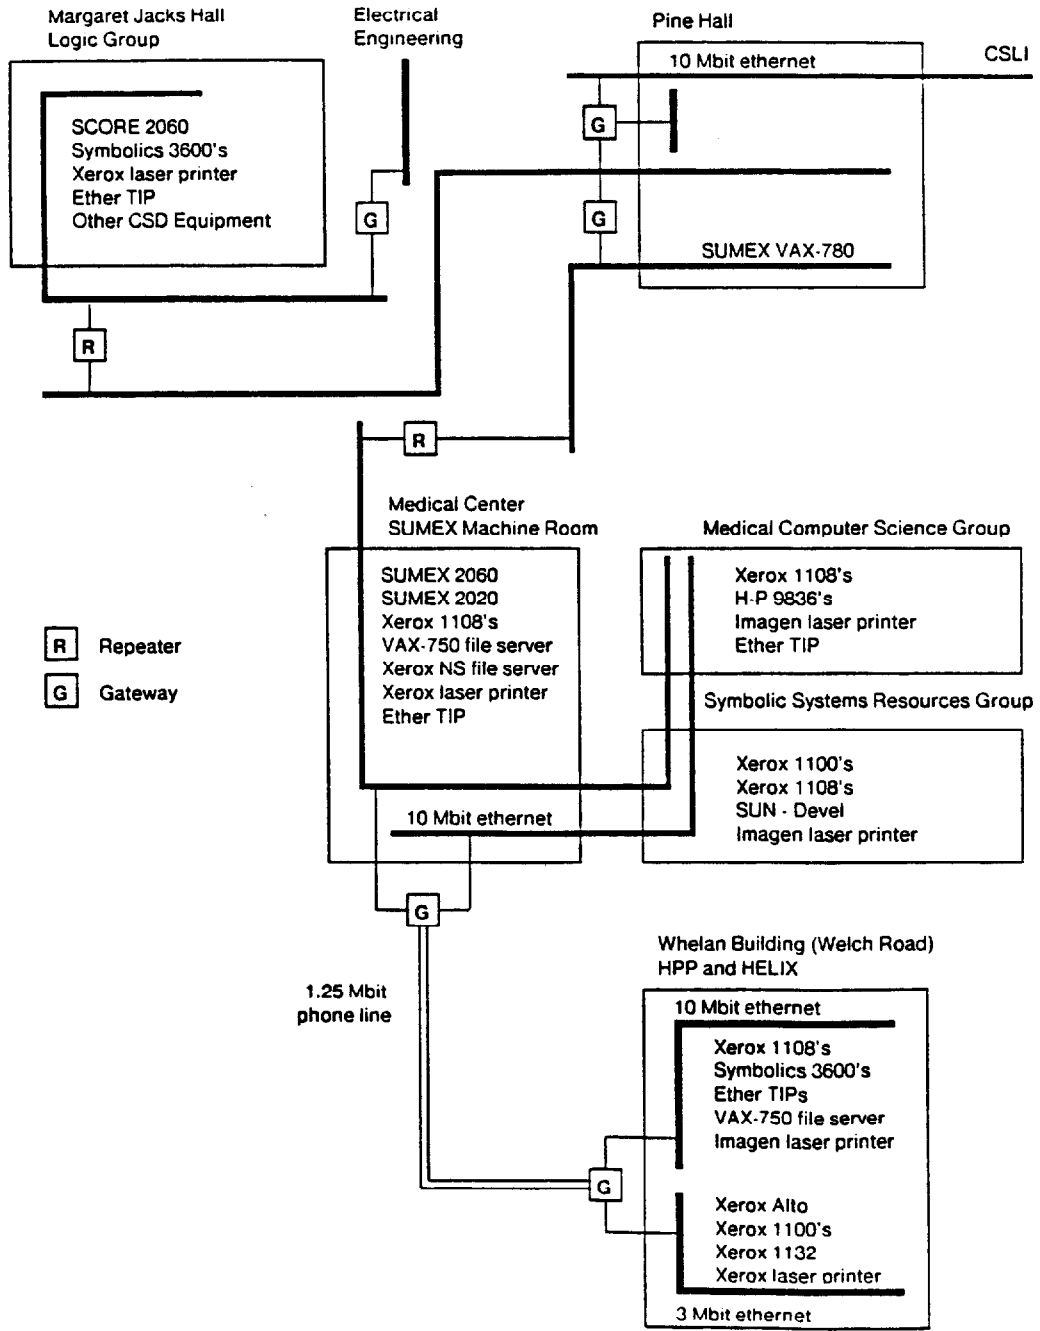 Margaret Jacks Hall
Logic Group
Electrical
Engineering
Pine Hall
10 Mbit ethernet
CSLI
SCORE 2060
Symbolics 3600's
Xerox laser printer
Ether TIP
Other CSD Equipment
G
G
G
SUMEX VAX-780
R
R
Medical Center
SUMEX Machine Room
SUMEX 2060
SUMEX 2020
Xerox 1108's
VAX-750 file server
Xerox NS file server
Xerox laser printer
Ether TIP
10 Mbit ethernet
Medical Computer Science Group
Xerox 1108's
H-P 9836's
Imagen laser printer
Ether TIP
R Repeater
G Gateway
Symbolic Systems Resources Group
Xerox 1100's
Xerox 1108's
SUN - Devel
Imagen laser printer
G
1.25 Mbit
phone line
Whelan Building (Welch Road)
HPP and HELIX
10 Mbit ethernet
Xerox 1108's
Symbolics 3600's
Ether TIPs
VAX-750 file server
Imagen laser printer
G
Xerox Alto
Xerox 1100's
Xerox 1132
Xerox laser printer
3 Mbit ethernet